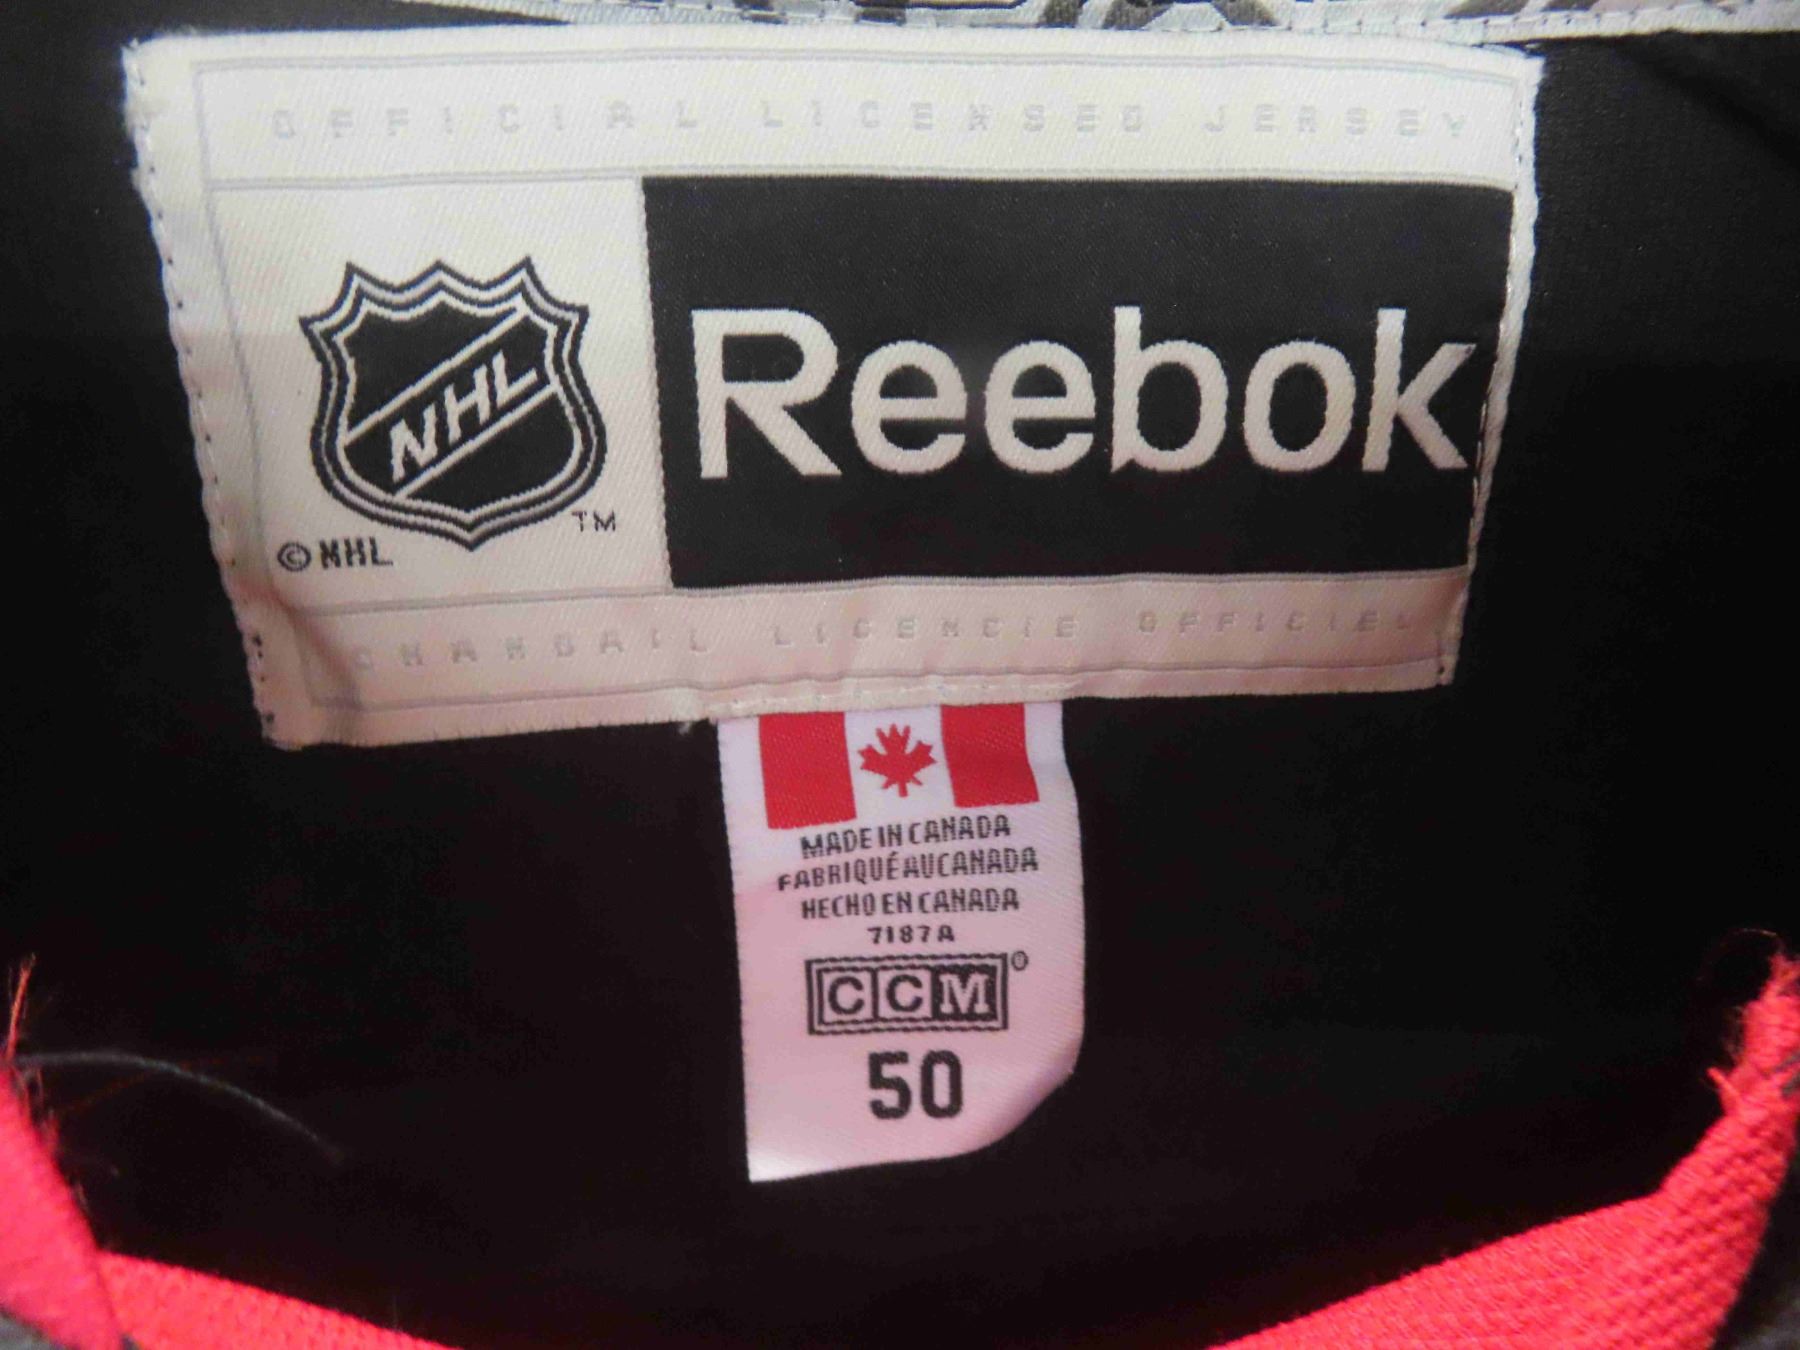 OFFICIAL LICENSED JERSEY
NHL
TM
© NHL
Reebok
CHANDAIL LICENCIE OFFICIEL
MADE IN CANADA
FABRIQUÉ AU CANADA
HECHO EN CANADA
7187A
CCM®
50